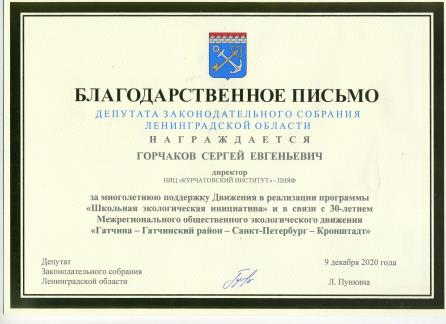 БЛАГОДАРСТВЕННОЕ ПИСЬМО
ДЕПУТАТА ЗАКОНОДАТЕЛЬНОГО СОБРАНИЯ
ЛЕНИНГРАДСКОЙ ОБЛАСТИ
НАГРАЖДАЕТСЯ
ГОРЧАКОВ СЕРГЕЙ ЕВГЕНЬЕВИЧ
директор
НИЦ «КУРЧАТОВСКИЙ ИНСТИТУТ» - ПИЯФ
за многолетнюю поддержку Движения в реализации программы
«Школьная экологическая инициатива» и в связи с 30-летием
Межрегионального общественного экологического движения
«Гатчина – Гатчинский район – Санкт-Петербург – Кронштадт»
Депутат
Законодательного собрания
Ленинградской области
9 декабря 2020 года
Л. Пункина